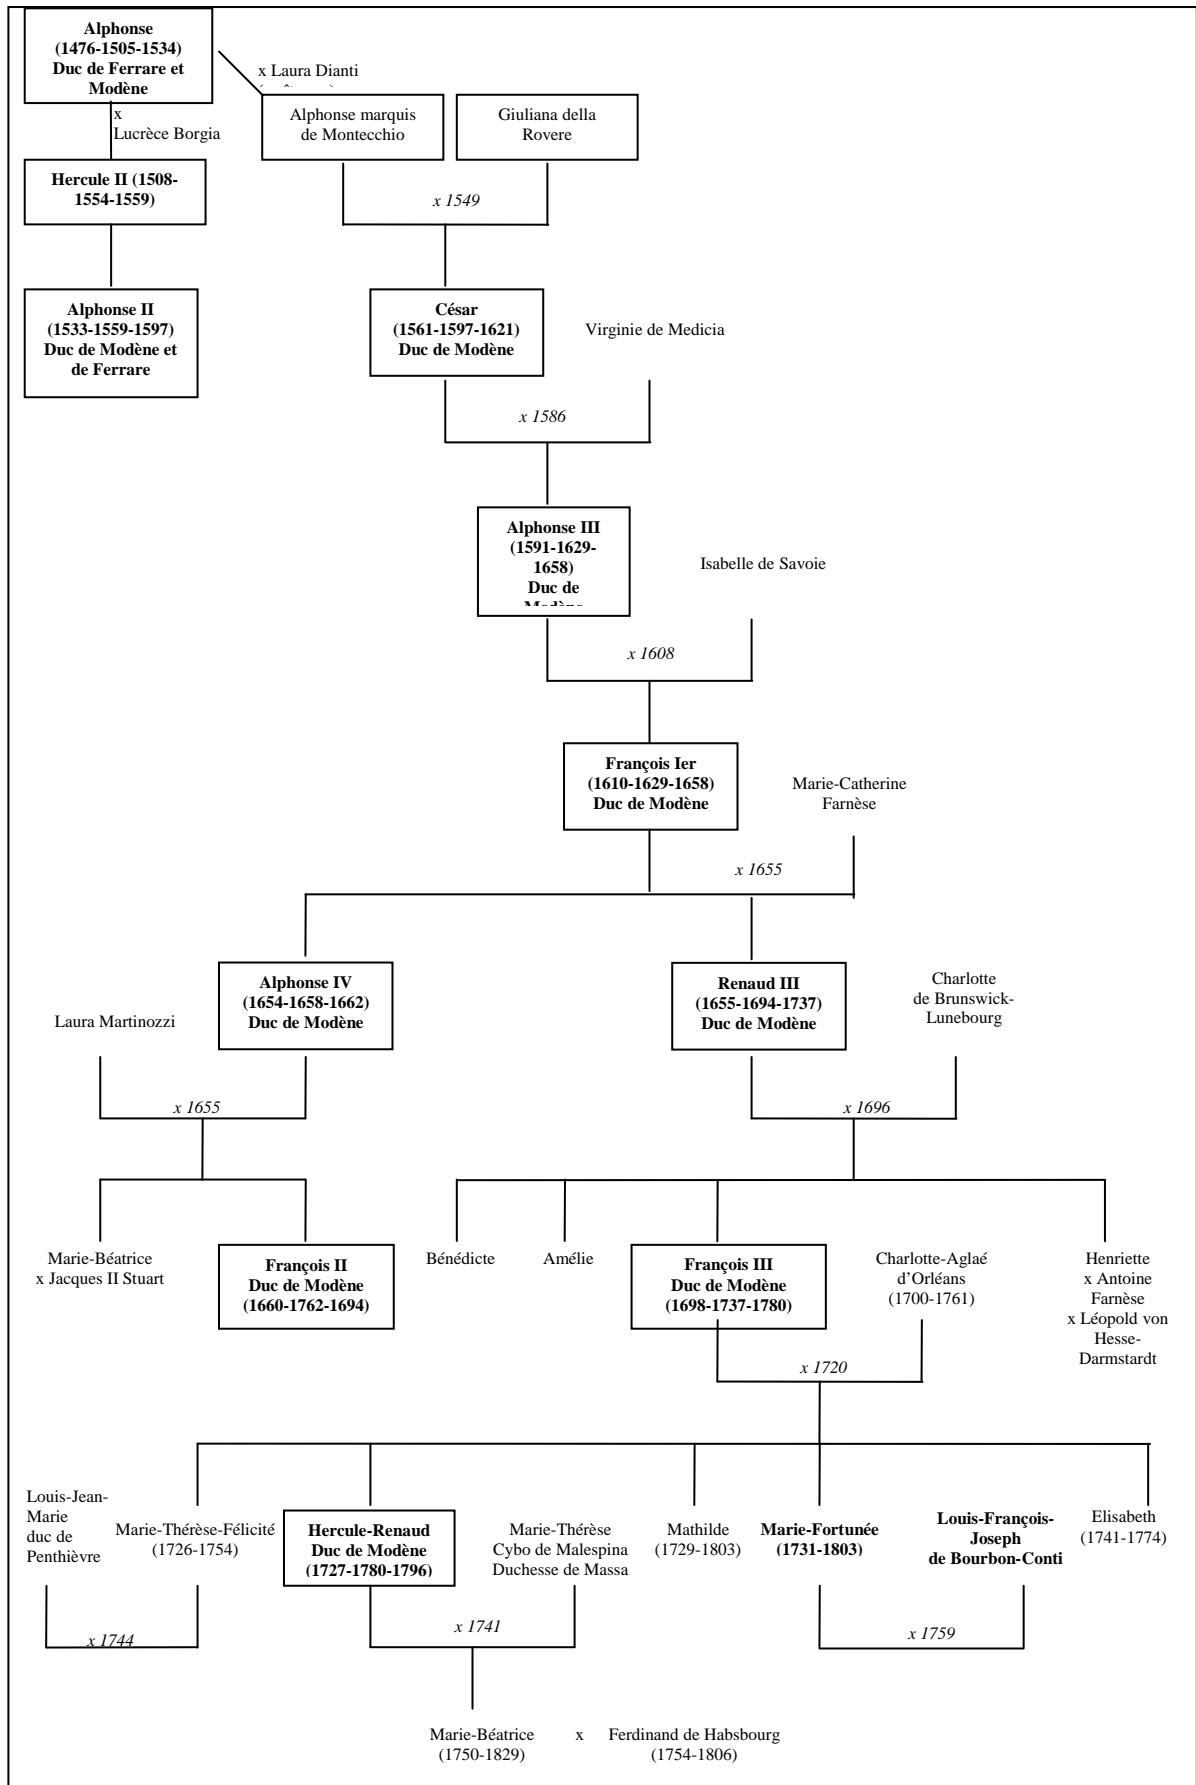 Alphonse
(1476-1505-1534)
Duc de Ferrare et
Modène
x Laura Dianti
x
Lucrèce Borgia
Alphonse marquis
de Montecchio
Giuliana della
Rovere
Hercule II (1508-
1554-1559)
x 1549
Alphonse II
(1533-1559-1597)
Duc de Modène et
de Ferrare
César
(1561-1597-1621)
Duc de Modène
Virginie de Medicia
x 1586
Alphonse III
(1591-1629-
1658)
Duc de
Modène
Isabelle de Savoie
x 1608
François Ier
(1610-1629-1658)
Duc de Modène
Marie-Catherine
Farnèse
x 1655
Laura Martinozzi
Alphonse IV
(1654-1658-1662)
Duc de Modène
Renaud III
(1655-1694-1737)
Duc de Modène
Charlotte
de Brunswick-
Lunebourg
x 1655
x 1696
Marie-Béatrice
x Jacques II Stuart
François II
Duc de Modène
(1660-1762-1694)
Bénédicte
Amélie
François III
Duc de Modène
(1698-1737-1780)
Charlotte-Aglaé
d'Orléans
(1700-1761)
Henriette
x Antoine
Farnèse
x Léopold von
Hesse-
Darmstardt
x 1720
Louis-Jean-
Marie
duc de
Penthièvre
Marie-Thérèse-Félicité
(1726-1754)
Hercule-Renaud
Duc de Modène
(1727-1780-1796)
Marie-Thérèse
Cybo de Malespina
Duchesse de Massa
Mathilde
(1729-1803)
Marie-Fortunée
(1731-1803)
Louis-François-
Joseph
de Bourbon-Conti
Elisabeth
(1741-1774)
x 1744
x 1741
x 1759
Marie-Béatrice
(1750-1829)
x
Ferdinand de Habsbourg
(1754-1806)